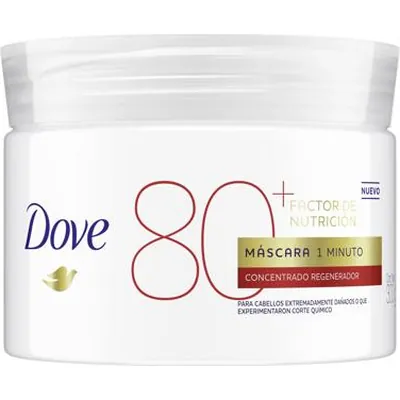 Dove
80+
FACTOR DE
NUTRICIÓN
NUEVO
MÁSCARA 1 MINUTO
CONCENTRADO REGENERADOR
PARA CABELLOS EXTREMADAMENTE DAÑADOS O QUE
EXPERIMENTARON CORTE QUÍMICO